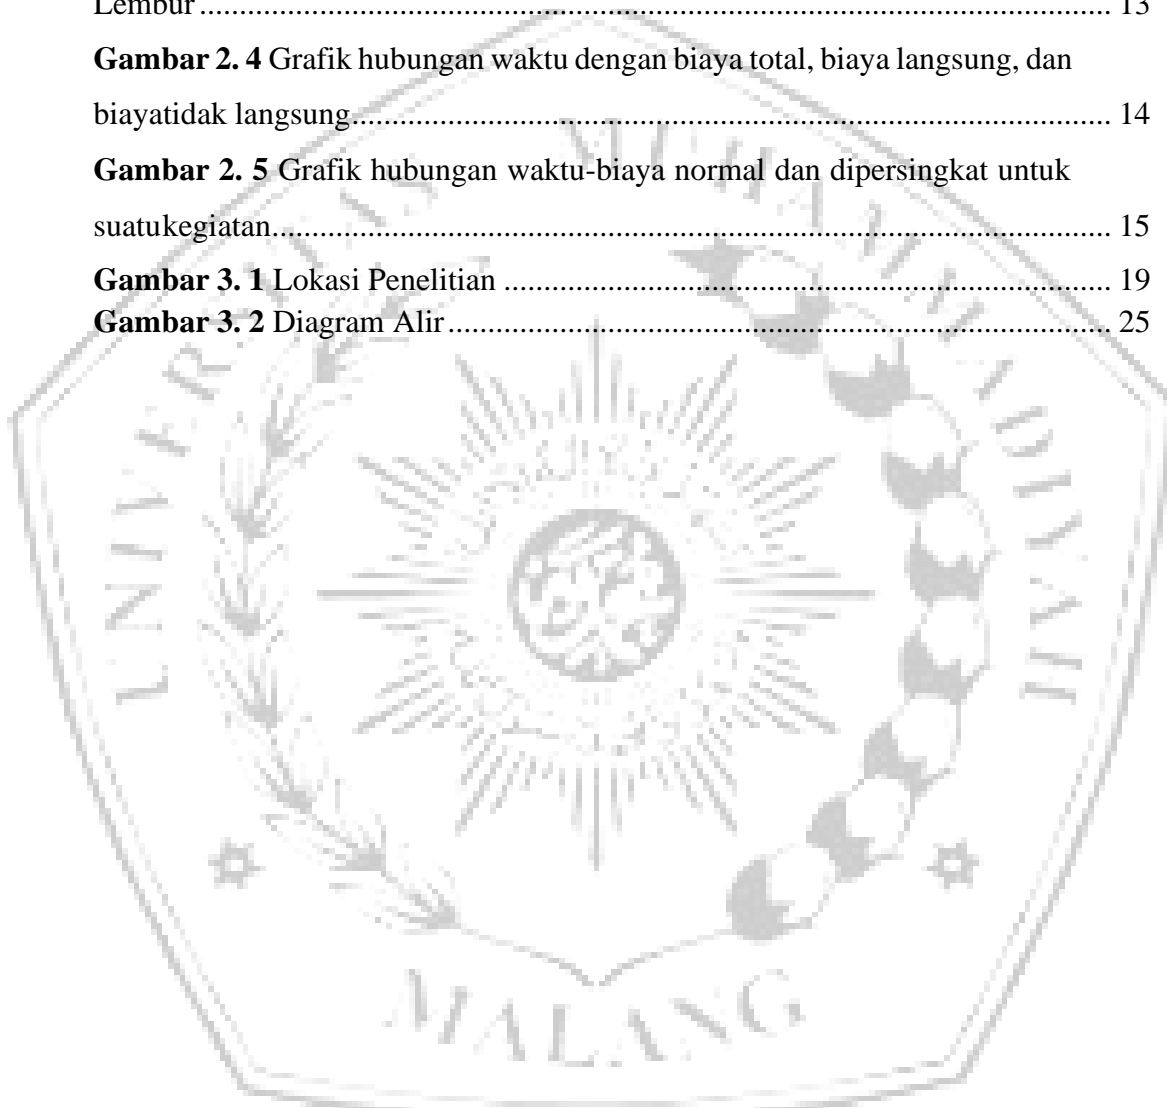 Lembur ........ 13
Gambar 2. 4 Grafik hubungan waktu dengan biaya total, biaya langsung, dan
biayatidak langsung ........ 14
Gambar 2. 5 Grafik hubungan waktu-biaya normal dan dipersingkat untuk
suatukegiatan ........ 15
Gambar 3. 1 Lokasi Penelitian ........ 19
Gambar 3. 2 Diagram Alir ........ 25
UNIVERSITAS MUHAMMADIYAH
MALANG